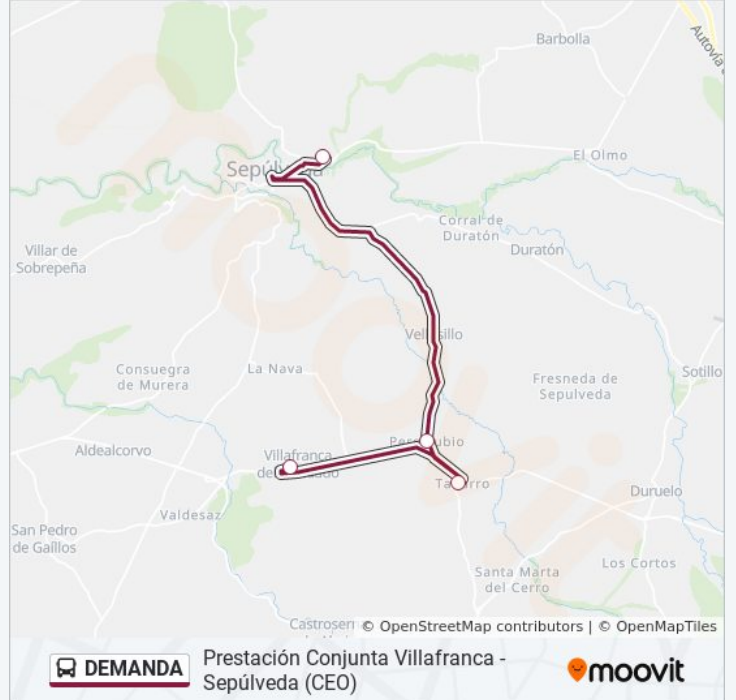 Barbolla
Autovía
El Olmo
Corral de
Duratón
Duratón
Villar de
Sobrepeña
Sotillo
Consuegra
de Murera
La Nava
Fresneda de
Sepulveda
Aldealcorvo
Villafranca
Duruelo
Valdesaz
San Pedro
de Gaíllos
Los Cortos
Santa Marta
del Cerro
© OpenStreetMap contributors | © OpenMapTiles
DEMANDA
Prestación Conjunta Villafranca -
Sepúlveda (CEO)
moovit